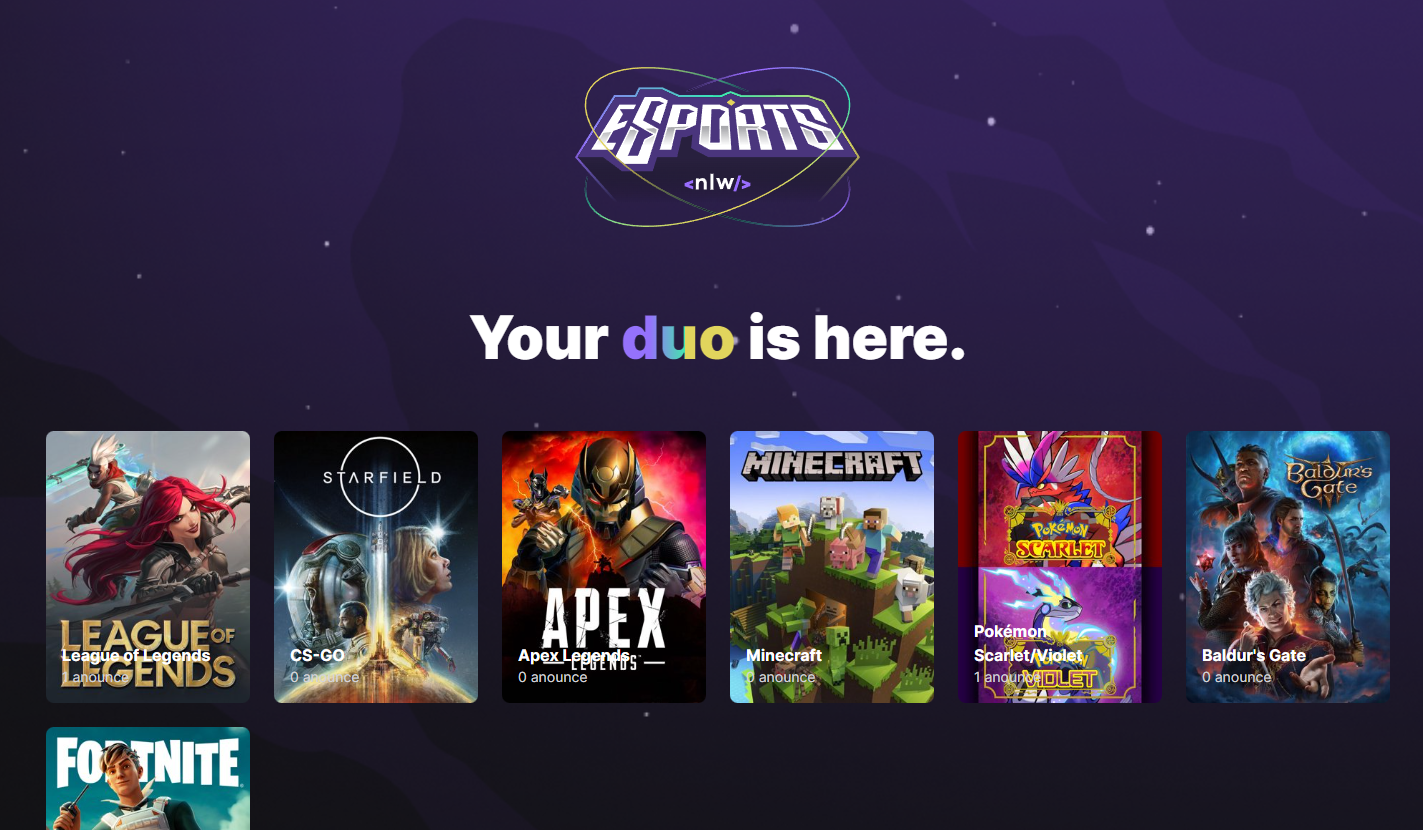 ESPORTS
<nlw/>
Your duo is here.
LEAGUE OF
LEGENDS
League of Legends
1 anounce
STARFIELD
CS-GO
0 anounce
APEX
LEGENDS
Apex Legends
0 anounce
MINECRAFT
Minecraft
0 anounce
POKÉMON
SCARLET
POKÉMON
VIOLET
Pokémon
Scarlet/Violet
1 anounce
Baldur's
Gate
Baldur's Gate
0 anounce
FORTNITE